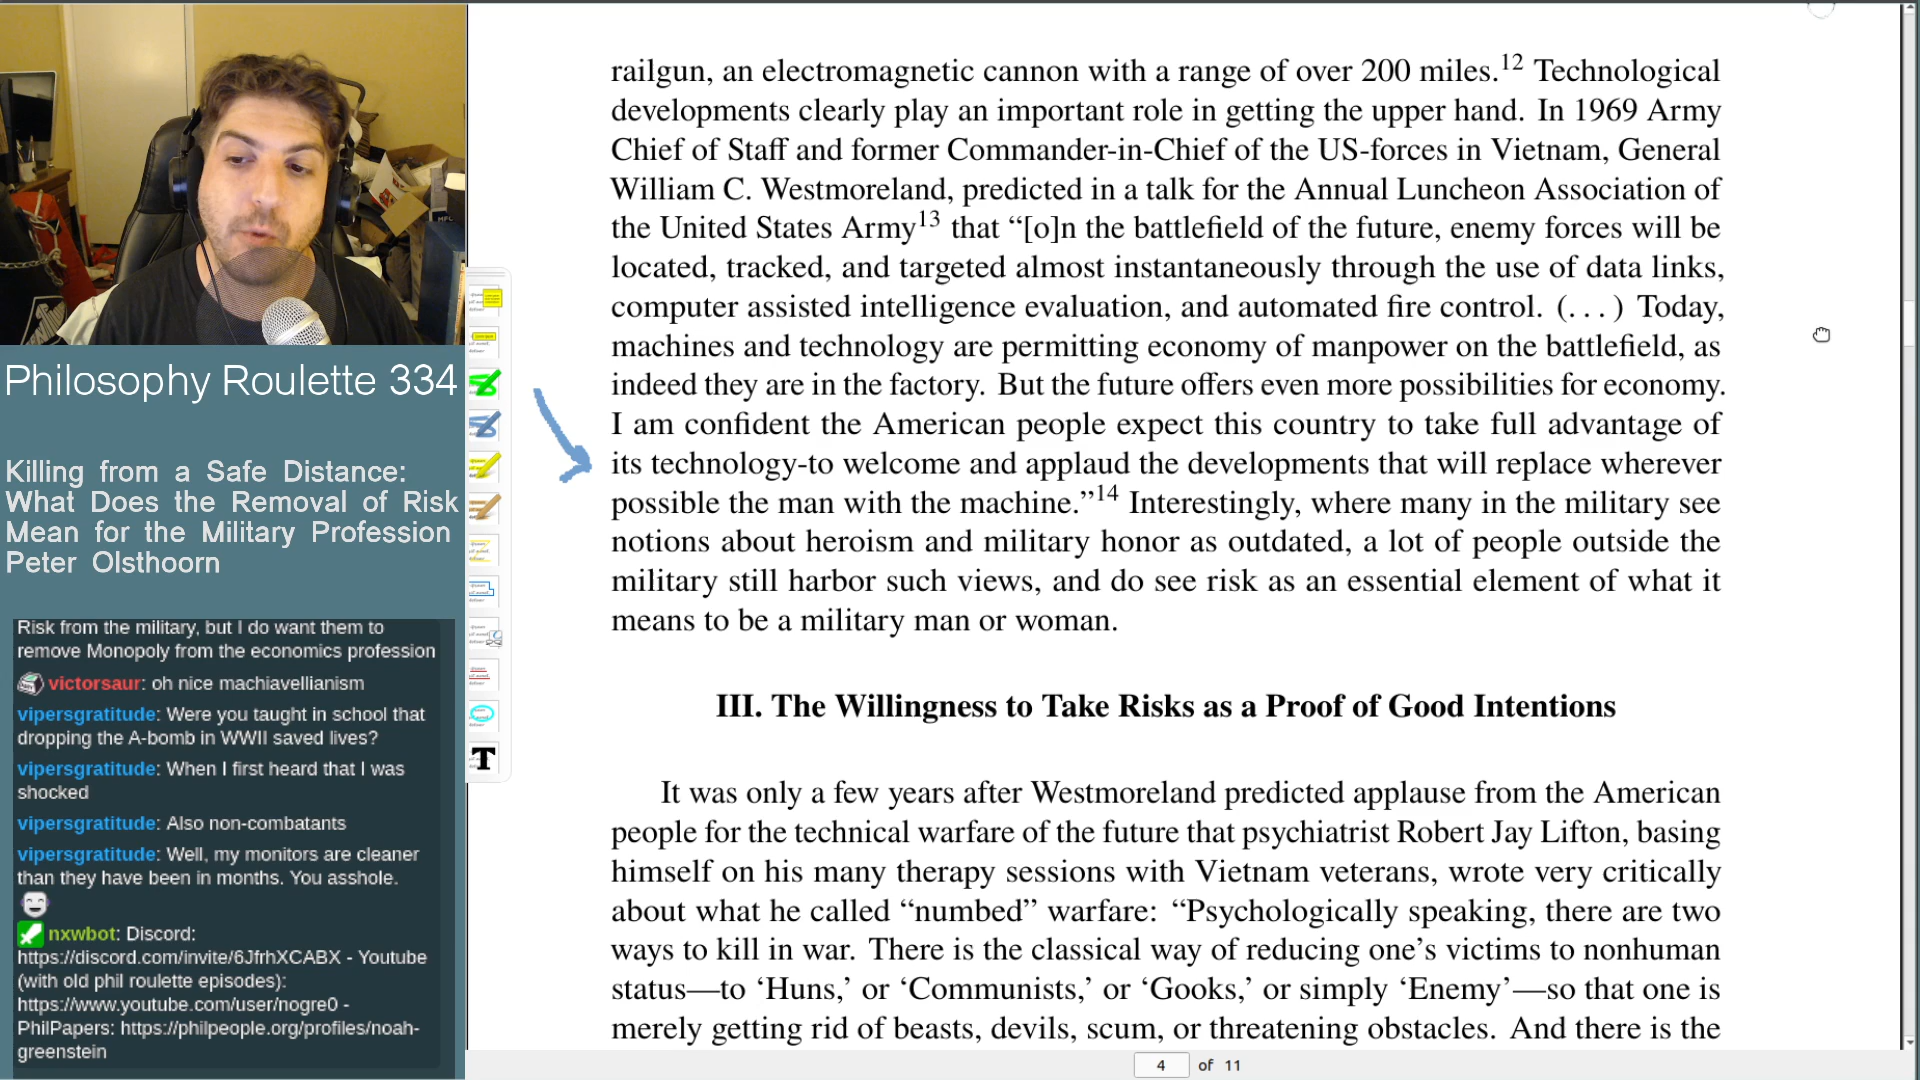 railgun, an electromagnetic cannon with a range of over 200 miles.12 Technological
developments clearly play an important role in getting the upper hand. In 1969 Army
Chief of Staff and former Commander-in-Chief of the US-forces in Vietnam, General
William C. Westmoreland, predicted in a talk for the Annual Luncheon Association of
the United States Army13 that “[o]n the battlefield of the future, enemy forces will be
located, tracked, and targeted almost instantaneously through the use of data links,
computer assisted intelligence evaluation, and automated fire control. (. . . ) Today,
machines and technology are permitting economy of manpower on the battlefield, as
indeed they are in the factory. But the future offers even more possibilities for economy.
I am confident the American people expect this country to take full advantage of
its technology-to welcome and applaud the developments that will replace wherever
possible the man with the machine.”14 Interestingly, where many in the military see
notions about heroism and military honor as outdated, a lot of people outside the
military still harbor such views, and do see risk as an essential element of what it
means to be a military man or woman.
III. The Willingness to Take Risks as a Proof of Good Intentions
It was only a few years after Westmoreland predicted applause from the American
people for the technical warfare of the future that psychiatrist Robert Jay Lifton, basing
himself on his many therapy sessions with Vietnam veterans, wrote very critically
about what he called “numbed” warfare: “Psychologically speaking, there are two
ways to kill in war. There is the classical way of reducing one’s victims to nonhuman
status—to ‘Huns,’ or ‘Communists,’ or ‘Gooks,’ or simply ‘Enemy’—so that one is
merely getting rid of beasts, devils, scum, or threatening obstacles. And there is the
4 of 11
T
Philosophy Roulette 334
Killing from a Safe Distance:
What Does the Removal of Risk
Mean for the Military Profession
Peter Olsthoorn
Risk from the military, but I do want them to
remove Monopoly from the economics profession
victorsaur: oh nice machiavellianism
vipersgratitude: Were you taught in school that
dropping the A-bomb in WWII saved lives?
vipersgratitude: When I first heard that I was
shocked
vipersgratitude: Also non-combatants
vipersgratitude: Well, my monitors are cleaner
than they have been in months. You asshole.
nxwbot: Discord:
https://discord.com/invite/6JfrhXCABX - Youtube
(with old phil roulette episodes):
https://www.youtube.com/user/nogre0 -
PhilPapers: https://philpeople.org/profiles/noah-
greenstein